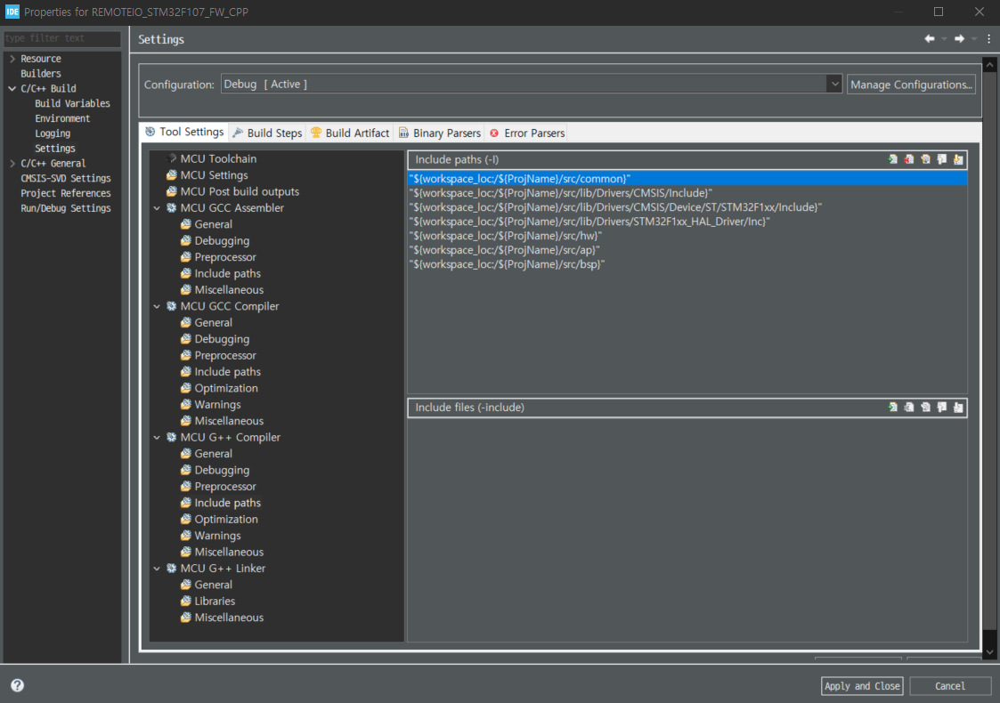 IDE Properties for REMOTEIO_STM32F107_FW_CPP
type filter text
Resource
Builders
C/C++ Build
Build Variables
Environment
Logging
Settings
C/C++ General
CMSIS-SVD Settings
Project References
Run/Debug Settings
Settings
Configuration: Debug [ Active ] Manage Configurations...
Tool Settings Build Steps Build Artifact Binary Parsers Error Parsers
MCU Toolchain
MCU Settings
MCU Post build outputs
MCU GCC Assembler
General
Debugging
Preprocessor
Include paths
Miscellaneous
MCU GCC Compiler
General
Debugging
Preprocessor
Include paths
Optimization
Warnings
Miscellaneous
MCU G++ Compiler
General
Debugging
Preprocessor
Include paths
Optimization
Warnings
Miscellaneous
MCU G++ Linker
General
Libraries
Miscellaneous
Include paths (-I)
"${workspace_loc:/${ProjName}/src/common}"
"${workspace_loc:/${ProjName}/src/lib/Drivers/CMSIS/Include}"
"${workspace_loc:/${ProjName}/src/lib/Drivers/CMSIS/Device/ST/STM32F1xx/Include}"
"${workspace_loc:/${ProjName}/src/lib/Drivers/STM32F1xx_HAL_Driver/Inc}"
"${workspace_loc:/${ProjName}/src/hw}"
"${workspace_loc:/${ProjName}/src/ap}"
"${workspace_loc:/${ProjName}/src/bsp}"
Include files (-include)
Apply and Close Cancel